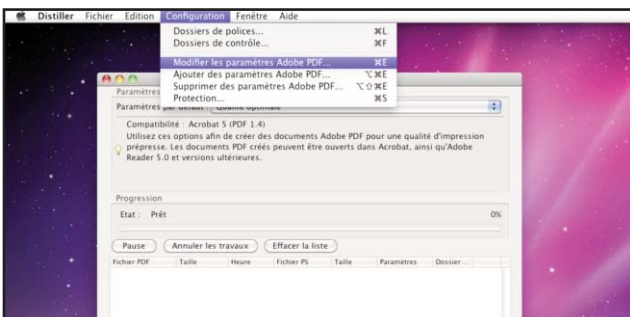 Distiller Fichier Edition Configuration Fenêtre Aide
Dossiers de polices... ⌘L
Dossiers de contrôle... ⌘F
Modifier les paramètres Adobe PDF... ⌘E
Ajouter des paramètres Adobe PDF... ⌥⌘E
Supprimer des paramètres Adobe PDF... ⌥⇧⌘E
Protection... ⌘S
Paramètres
Paramètres par défaut : Qualité optimale
Compatibilité : Acrobat 5 (PDF 1.4)
Utilisez ces options afin de créer des documents Adobe PDF pour une qualité d'impression
prépresse. Les documents PDF créés peuvent être ouverts dans Acrobat, ainsi qu'Adobe
Reader 5.0 et versions ultérieures.
Progression
Etat : Prêt 0%
Pause Annuler les travaux Effacer la liste
Fichier PDF Taille Heure Fichier PS Taille Paramètres Dossier ...